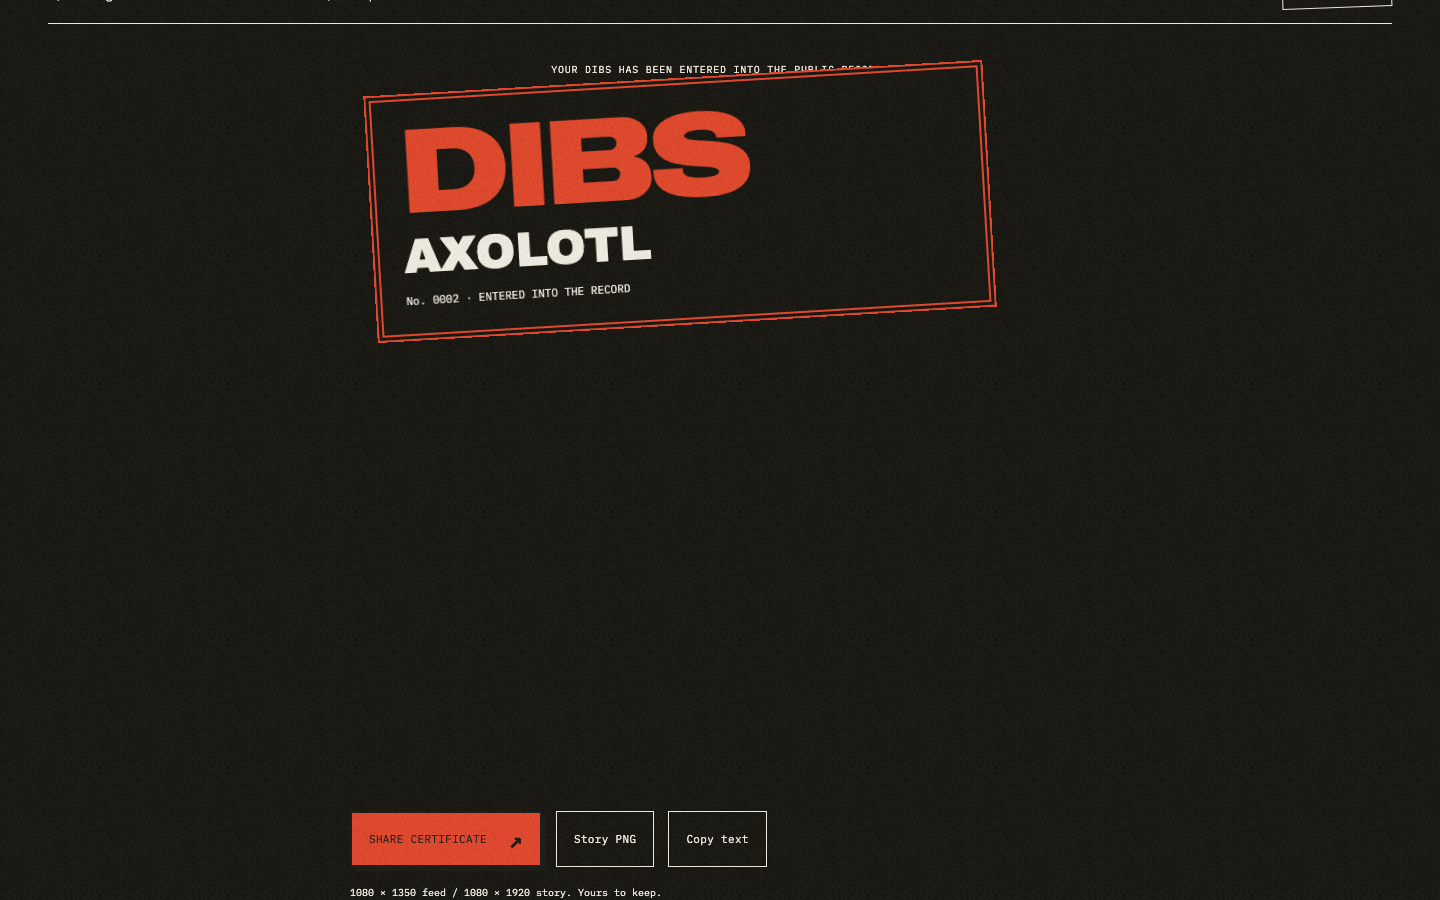 YOUR DIBS HAS BEEN ENTERED INTO THE PUBLIC
DIBS
AXOLOTL
No. 0002 · ENTERED INTO THE RECORD
SHARE CERTIFICATE ↗
Story PNG
Copy text
1080 × 1350 feed / 1080 × 1920 story. Yours to keep.